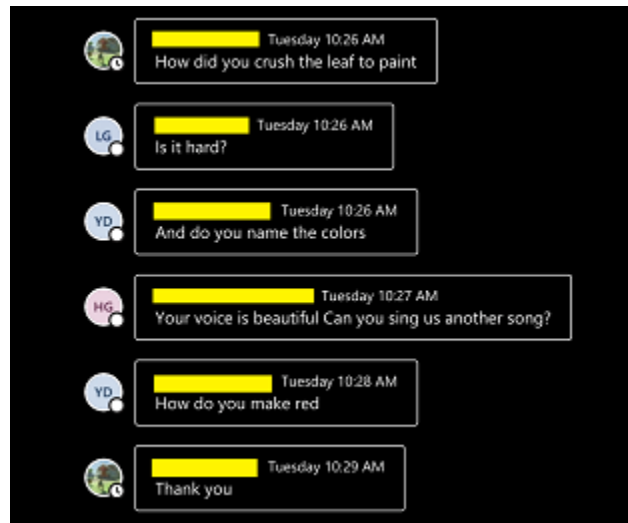 Tuesday 10:26 AM
How did you crush the leaf to paint
LG
Tuesday 10:26 AM
Is it hard?
YD
Tuesday 10:26 AM
And do you name the colors
HG
Tuesday 10:27 AM
Your voice is beautiful Can you sing us another song?
YD
Tuesday 10:28 AM
How do you make red
Tuesday 10:29 AM
Thank you